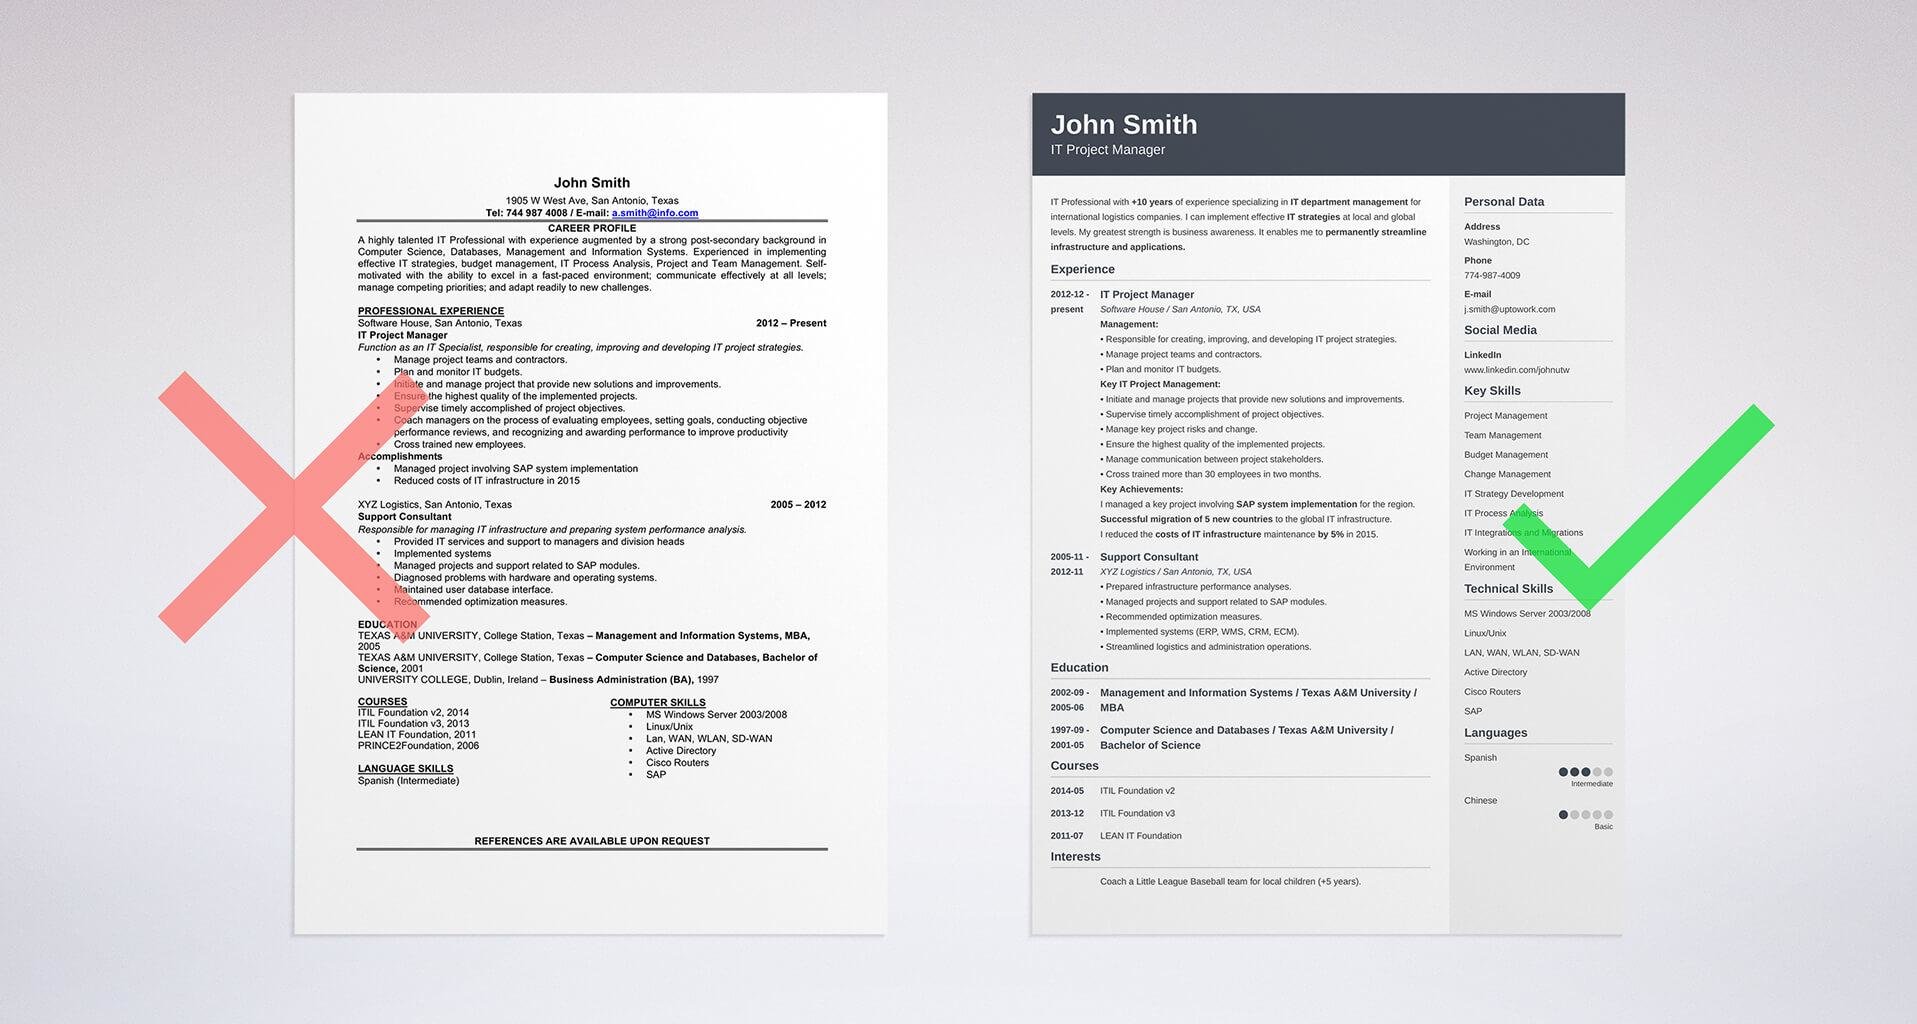 John Smith
1905 W West Ave, San Antonio, Texas
Tel: 744 987 4008 / E-mail: a.smith@info.com
CAREER PROFILE
A highly talented IT Professional with experience augmented by a strong post-secondary background in
Computer Science, Databases, Management and Information Systems. Experienced in implementing
effective IT strategies, budget management, IT Process Analysis, Project and Team Management. Self-
motivated with the ability to excel in a fast-paced environment; communicate effectively at all levels;
manage competing priorities; and adapt readily to new challenges.
PROFESSIONAL EXPERIENCE
Software House, San Antonio, Texas 2012 – Present
IT Project Manager
Function as an IT Specialist, responsible for creating, improving and developing IT project strategies.
• Manage project teams and contractors.
• Plan and monitor IT budgets.
• Initiate and manage project that provide new solutions and improvements.
• Ensure the highest quality of the implemented projects.
• Supervise timely accomplished of project objectives.
• Coach managers on the process of evaluating employees, setting goals, conducting objective
performance reviews, and recognizing and awarding performance to improve productivity
• Cross trained new employees.
Accomplishments
• Managed project involving SAP system implementation
• Reduced costs of IT infrastructure in 2015
XYZ Logistics, San Antonio, Texas 2005 – 2012
Support Consultant
Responsible for managing IT infrastructure and preparing system performance analysis.
• Provided IT services and support to managers and division heads
• Implemented systems
• Managed projects and support related to SAP modules.
• Diagnosed problems with hardware and operating systems.
• Maintained user database interface.
• Recommended optimization measures.
EDUCATION
TEXAS A&M UNIVERSITY, College Station, Texas – Management and Information Systems, MBA,
2005
TEXAS A&M UNIVERSITY, College Station, Texas – Computer Science and Databases, Bachelor of
Science, 2001
UNIVERSITY COLLEGE, Dublin, Ireland – Business Administration (BA), 1997
COURSES
ITIL Foundation v2, 2014
ITIL Foundation v3, 2013
LEAN IT Foundation, 2011
PRINCE2Foundation, 2006
LANGUAGE SKILLS
Spanish (Intermediate)
COMPUTER SKILLS
• MS Windows Server 2003/2008
• Linux/Unix
• Lan, WAN, WLAN, SD-WAN
• Active Directory
• Cisco Routers
• SAP
REFERENCES ARE AVAILABLE UPON REQUEST
John Smith
IT Project Manager
IT Professional with +10 years of experience specializing in IT department management for
international logistics companies. I can implement effective IT strategies at local and global
levels. My greatest strength is business awareness. It enables me to permanently streamline
infrastructure and applications.
Experience
2012-12 - IT Project Manager
present Software House / San Antonio, TX, USA
Management:
• Responsible for creating, improving, and developing IT project strategies.
• Manage project teams and contractors.
• Plan and monitor IT budgets.
Key IT Project Management:
• Initiate and manage projects that provide new solutions and improvements.
• Supervise timely accomplishment of project objectives.
• Manage key project risks and change.
• Ensure the highest quality of the implemented projects.
• Manage communication between project stakeholders.
• Cross trained more than 30 employees in two months.
Key Achievements:
I managed a key project involving SAP system implementation for the region.
Successful migration of 5 new countries to the global IT infrastructure.
I reduced the costs of IT infrastructure maintenance by 5% in 2015.
2005-11 - Support Consultant
2012-11 XYZ Logistics / San Antonio, TX, USA
• Prepared infrastructure performance analyses.
• Managed projects and support related to SAP modules.
• Recommended optimization measures.
• Implemented systems (ERP, WMS, CRM, ECM).
• Streamlined logistics and administration operations.
Education
2002-09 - Management and Information Systems / Texas A&M University /
2005-06 MBA
1997-09 - Computer Science and Databases / Texas A&M University /
2001-05 Bachelor of Science
Courses
2014-05 ITIL Foundation v2
2013-12 ITIL Foundation v3
2011-07 LEAN IT Foundation
Interests
Coach a Little League Baseball team for local children (+5 years).
Personal Data
Address
Washington, DC
Phone
774-987-4009
E-mail
j.smith@uptowork.com
Social Media
LinkedIn
www.linkedin.com/johnutw
Key Skills
Project Management
Team Management
Budget Management
Change Management
IT Strategy Development
IT Process Analysis
IT Integrations and Migrations
Working in an International
Environment
Technical Skills
MS Windows Server 2003/2008
Linux/Unix
LAN, WAN, WLAN, SD-WAN
Active Directory
Cisco Routers
SAP
Languages
Spanish
Intermediate
Chinese
Basic